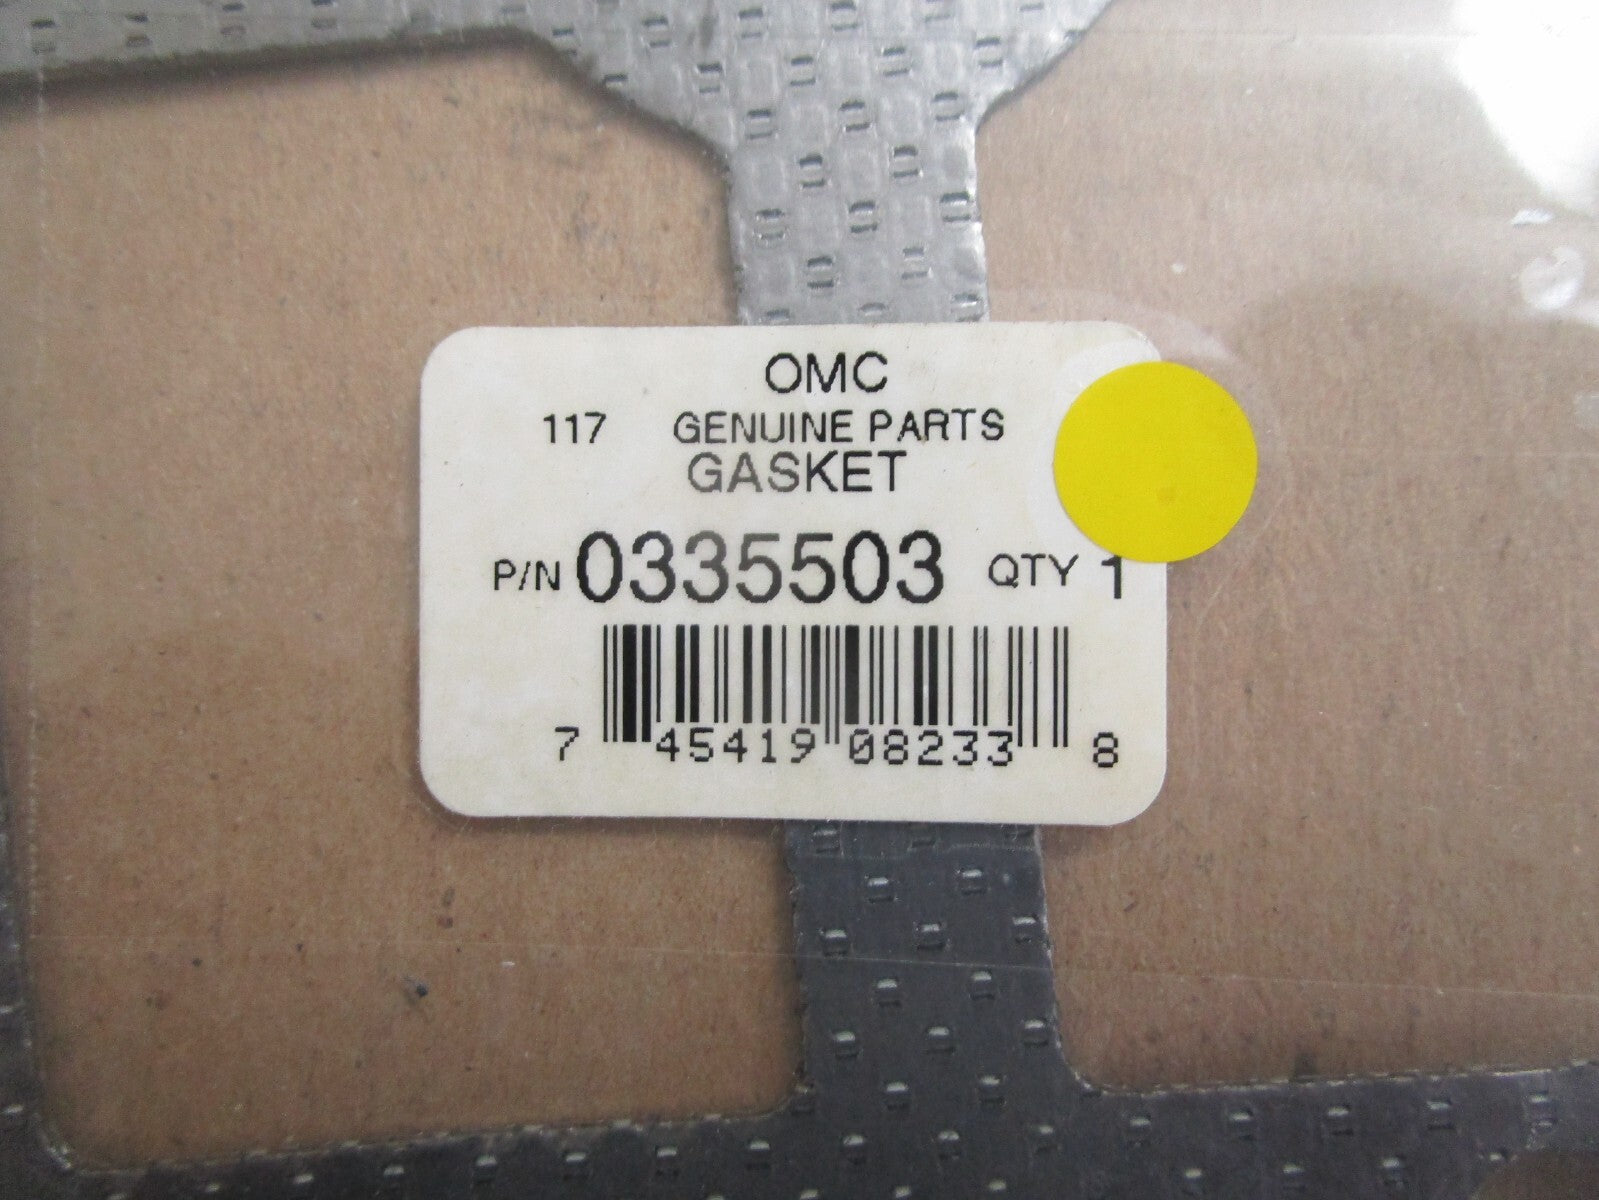 OMC
117 GENUINE PARTS
GASKET
P/N 0335503 QTY 1
7 45419 08233 8